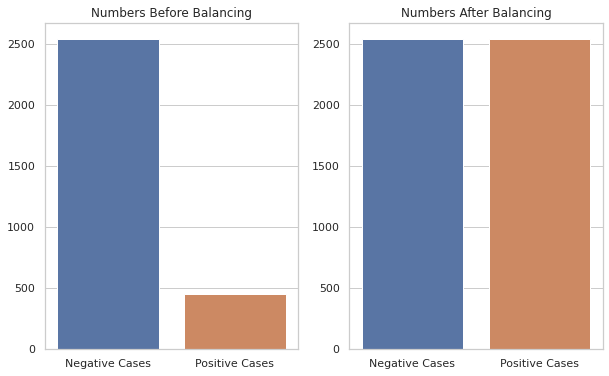 Numbers Before Balancing
2500
2000
1500
1000
500
0
Negative Cases
Positive Cases
Numbers After Balancing
2500
2000
1500
1000
500
0
Negative Cases
Positive Cases